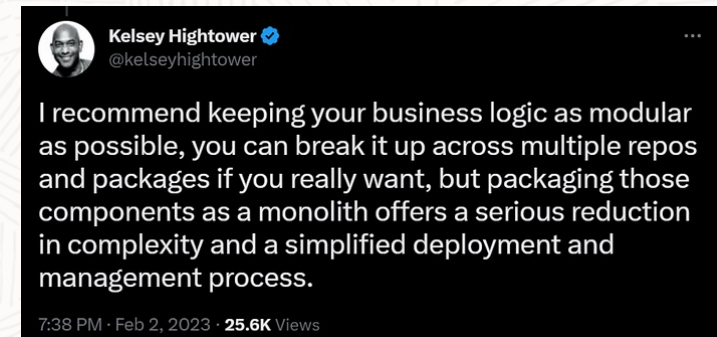 Kelsey Hightower
@kelseyhightower
I recommend keeping your business logic as modular
as possible, you can break it up across multiple repos
and packages if you really want, but packaging those
components as a monolith offers a serious reduction
in complexity and a simplified deployment and
management process.
7:38 PM · Feb 2, 2023 · 25.6K Views